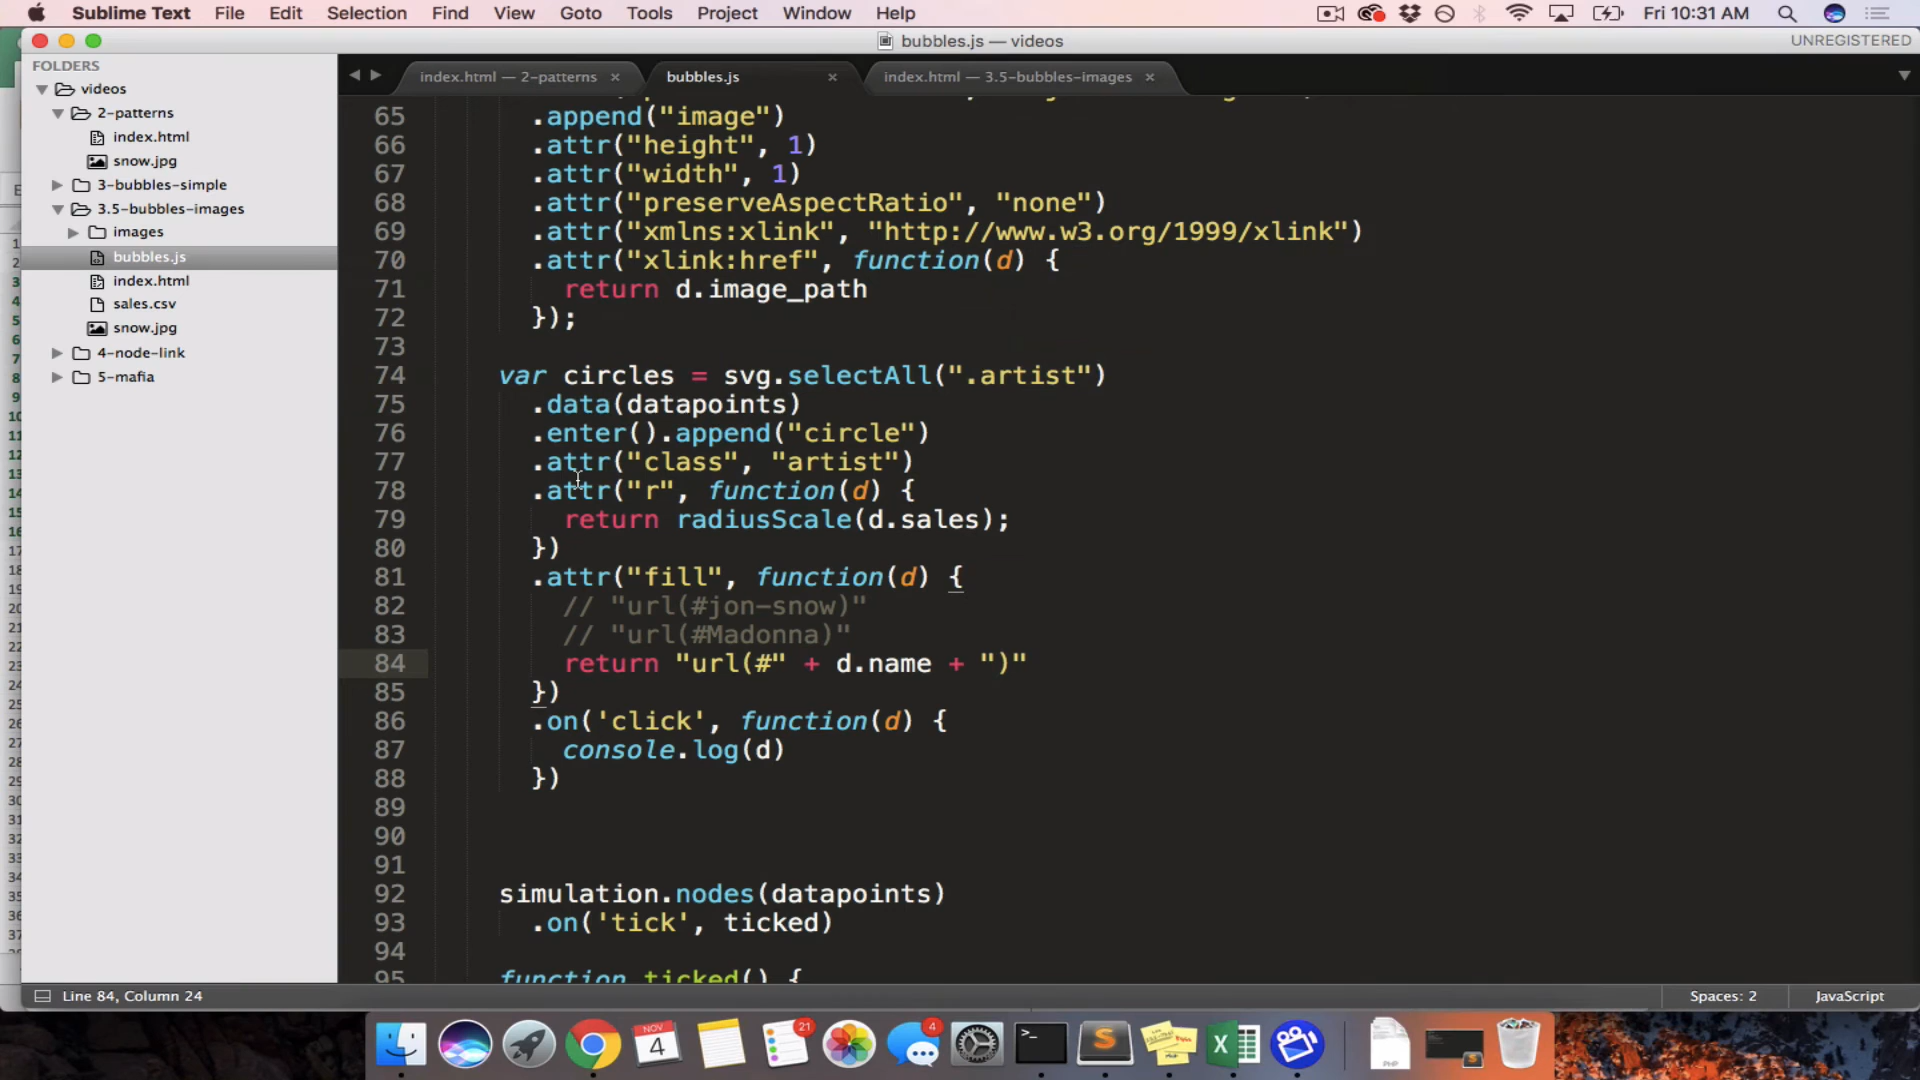 Sublime Text File Edit Selection Find View Goto Tools Project Window Help Fri 10:31 AM
bubbles.js — videos UNREGISTERED
FOLDERS
videos
2-patterns
index.html
snow.jpg
3-bubbles-simple
3.5-bubbles-images
images
bubbles.js
index.html
sales.csv
snow.jpg
4-node-link
5-mafia
index.html — 2-patterns × bubbles.js × index.html — 3.5-bubbles-images ×
65 .append("image")
66 .attr("height", 1)
67 .attr("width", 1)
68 .attr("preserveAspectRatio", "none")
69 .attr("xmlns:xlink", "http://www.w3.org/1999/xlink")
70 .attr("xlink:href", function(d) {
71 return d.image_path
72 });
73
74 var circles = svg.selectAll(".artist")
75 .data(datapoints)
76 .enter().append("circle")
77 .attr("class", "artist")
78 .attr("r", function(d) {
79 return radiusScale(d.sales);
80 })
81 .attr("fill", function(d) {
82 // "url(#jon-snow)"
83 // "url(#Madonna)"
84 return "url(#" + d.name + ")"
85 })
86 .on('click', function(d) {
87 console.log(d)
88 })
89
90
91
92 simulation.nodes(datapoints)
93 .on('tick', ticked)
94
95 function ticked() {
Line 84, Column 24 Spaces: 2 JavaScript
NOV
4
21
4